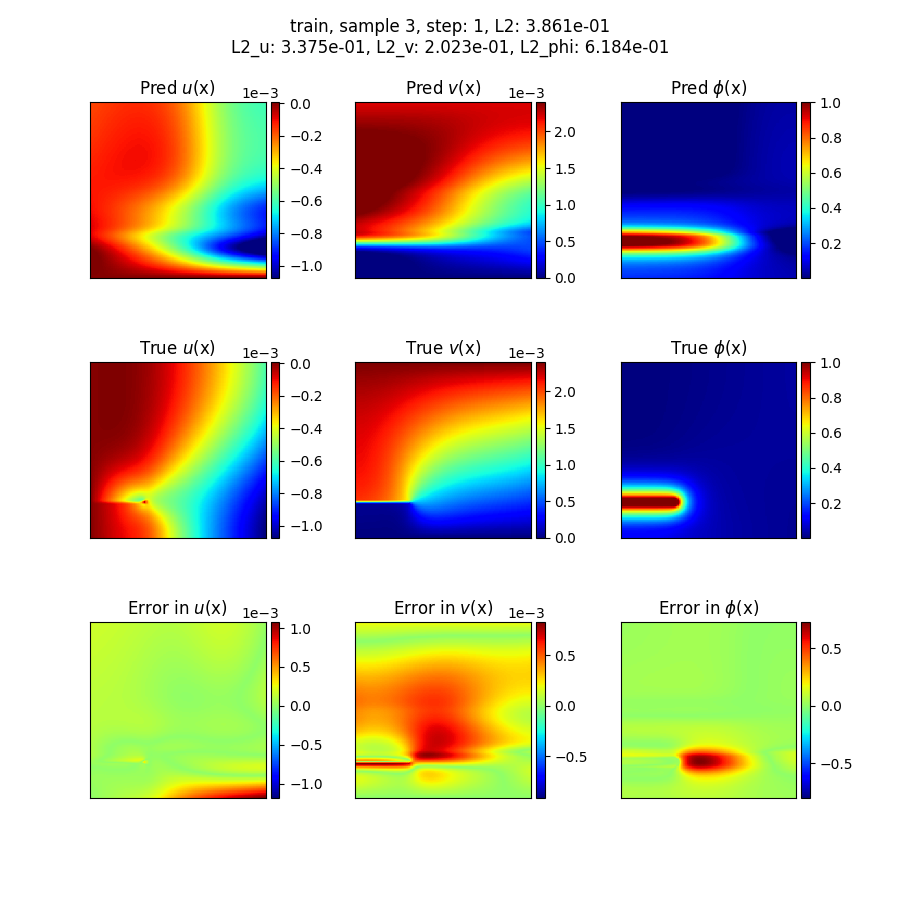 train, sample 3, step: 1, L2: 3.861e-01
L2_u: 3.375e-01, L2_v: 2.023e-01, L2_phi: 6.184e-01
Pred u(x)
1e−3
0.0
−0.2
−0.4
−0.6
−0.8
−1.0
Pred v(x)
1e−3
2.0
1.5
1.0
0.5
0.0
Pred ϕ(x)
1.0
0.8
0.6
0.4
0.2
True u(x)
1e−3
0.0
−0.2
−0.4
−0.6
−0.8
−1.0
True v(x)
1e−3
2.0
1.5
1.0
0.5
0.0
True ϕ(x)
1.0
0.8
0.6
0.4
0.2
Error in u(x)
1e−3
1.0
0.5
0.0
−0.5
−1.0
Error in v(x)
1e−3
0.5
0.0
−0.5
Error in ϕ(x)
0.5
0.0
−0.5